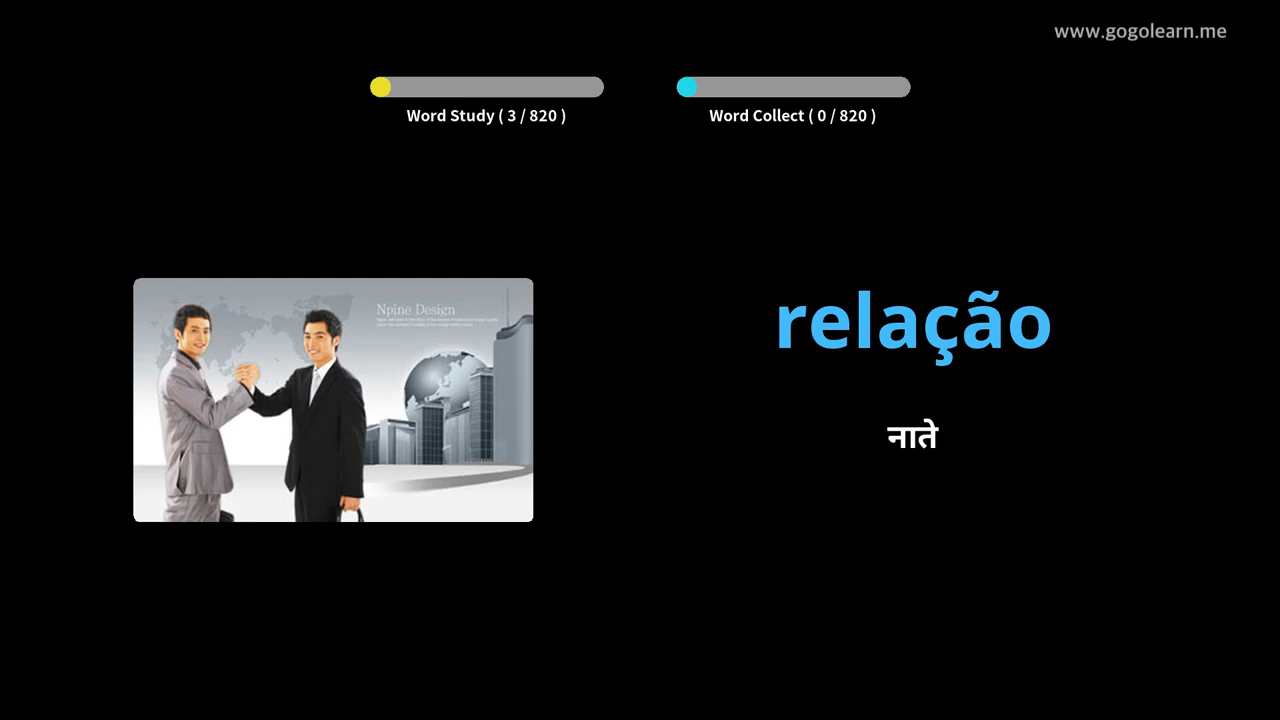 www.gogolearn.me
Word Study ( 3 / 820 )
Word Collect ( 0 / 820 )
Npine Design
relação
नाते